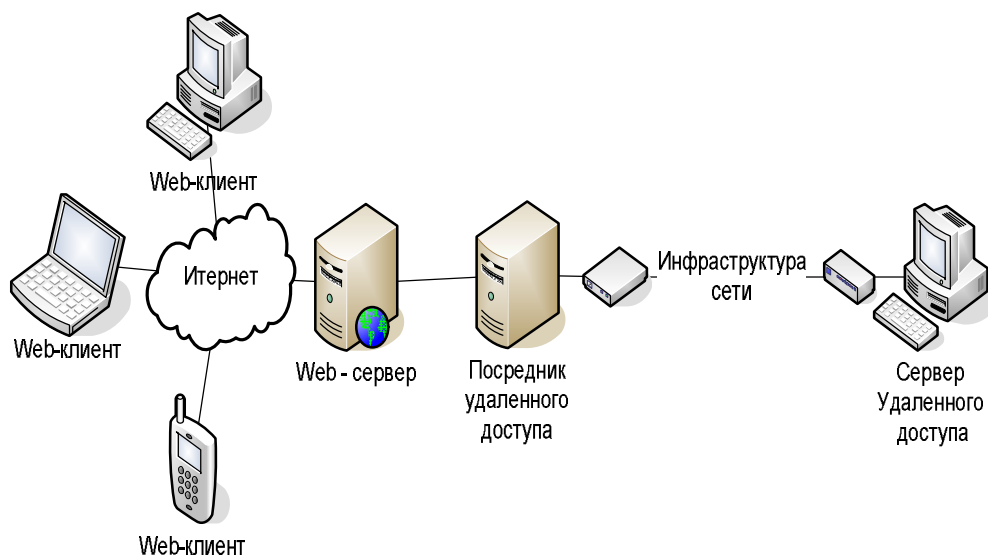 Web-клиент
Итернет
Web-клиент
Web - сервер
Посредник
удаленного
доступа
Инфраструктура
сети
Сервер
Удаленного
доступа
Web-клиент